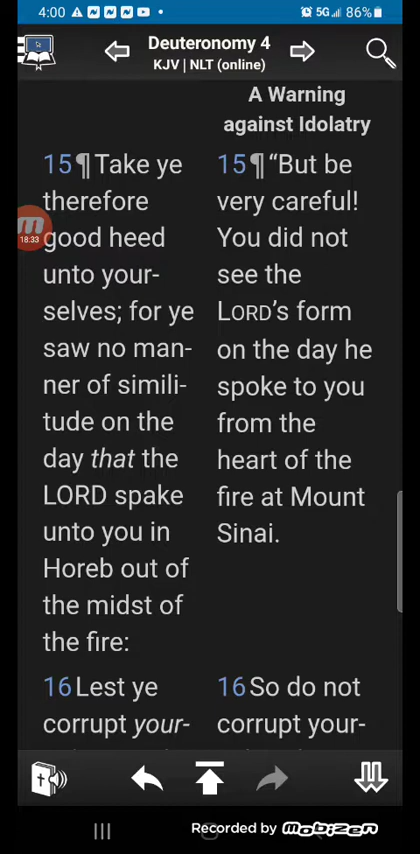 4:00 5G 86%
Deuteronomy 4
KJV | NLT (online)
A Warning
against Idolatry
15 ¶ Take ye
therefore
good heed
unto your-
selves; for ye
saw no man-
ner of simili-
tude on the
day that the
LORD spake
unto you in
Horeb out of
the midst of
the fire:
16 Lest ye
corrupt your-
15 ¶ “But be
very careful!
You did not
see the
LORD’s form
on the day he
spoke to you
from the
heart of the
fire at Mount
Sinai.
16 So do not
corrupt your-
18:33
Recorded by mobizen